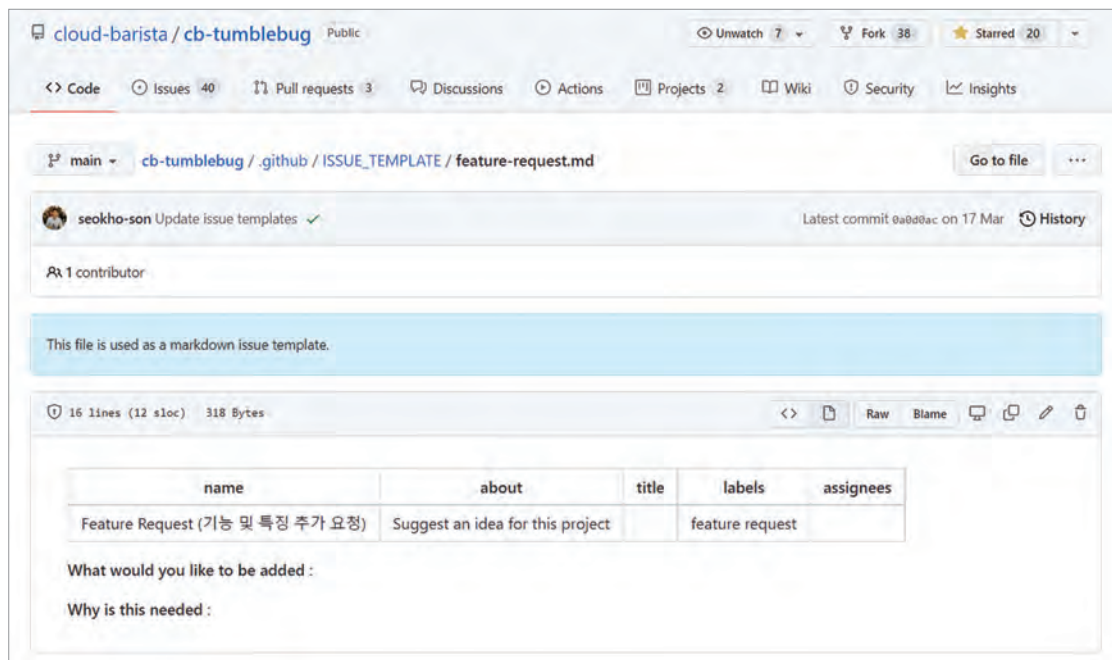 cloud-barista / cb-tumblebug Public
Unwatch 7 Fork 38 Starred 20
<> Code Issues 40 Pull requests 3 Discussions Actions Projects 2 Wiki Security Insights
main cb-tumblebug / .github / ISSUE_TEMPLATE / feature-request.md Go to file ...
seokho-son Update issue templates ✓ Latest commit 0a0d0ac on 17 Mar History
1 contributor
This file is used as a markdown issue template.
16 lines (12 sloc) 318 Bytes <> Raw Blame
name about title labels assignees
Feature Request (기능 및 특징 추가 요청) Suggest an idea for this project feature request
What would you like to be added :
Why is this needed :